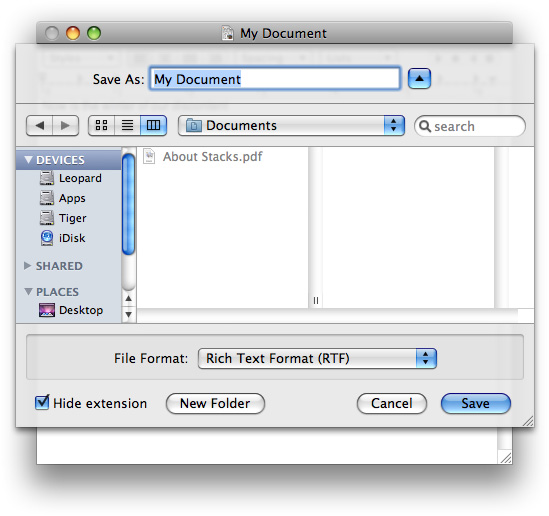 My Document
Save As: My Document
Documents
search
DEVICES
About Stacks.pdf
Leopard
Apps
Tiger
iDisk
SHARED
PLACES
Desktop
File Format: Rich Text Format (RTF)
Hide extension New Folder Cancel Save